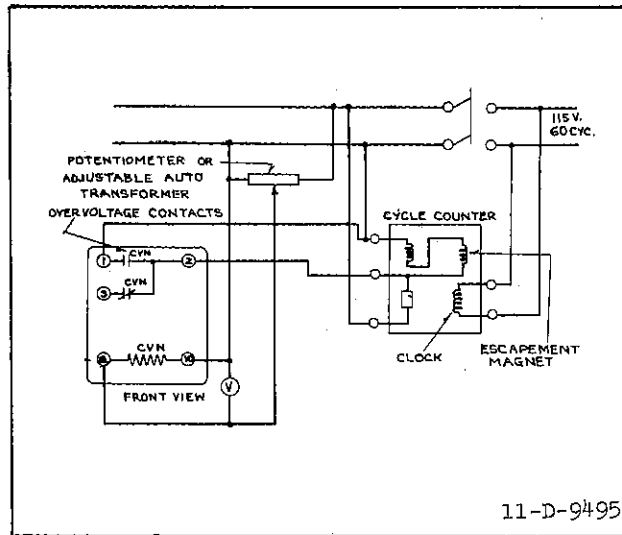 115 V.
60 CYC.
POTENTIOMETER OR
ADJUSTABLE AUTO
TRANSFORMER
OVERVOLTAGE CONTACTS
CYCLE COUNTER
1
CVN
2
3
CVN
CVN
10
V
FRONT VIEW
CLOCK
ESCAPEMENT
MAGNET
11-D-9495